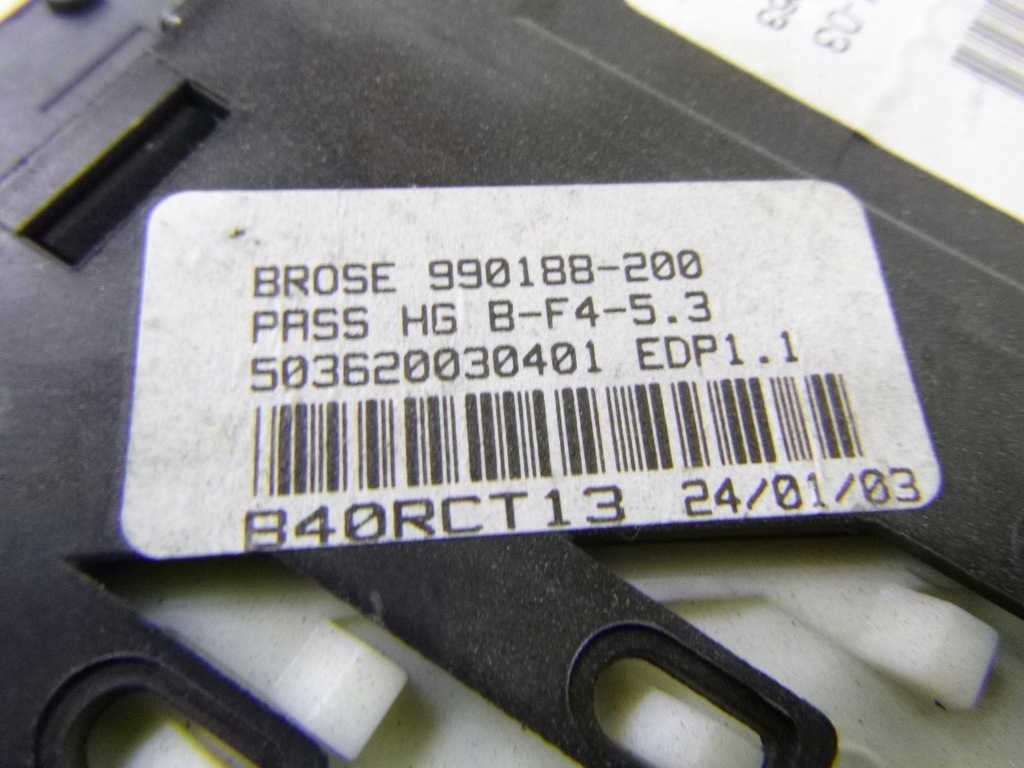 BROSE 990188-200
PASS HG B-F4-5.3
503620030401 EDP1.1
B40RCT13 24/01/03